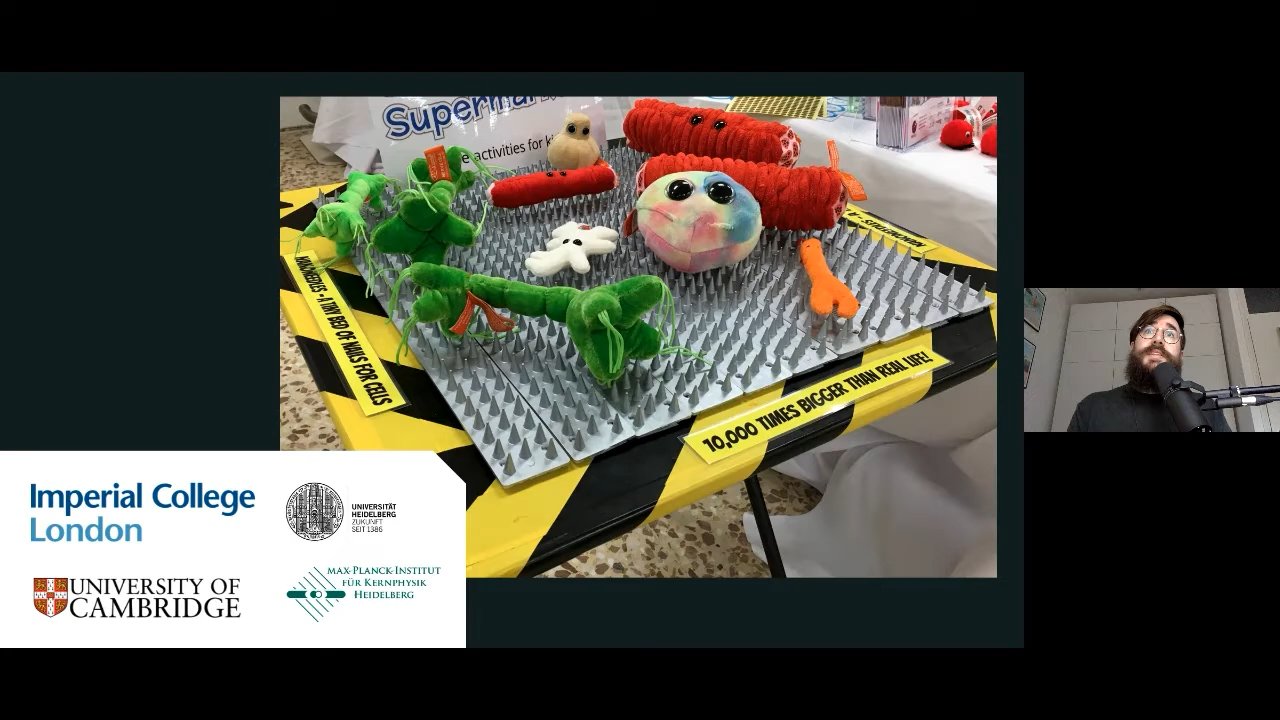 e activities for
NANONEEDLES - A TINY BED OF NAILS FOR CELLS
10,000 TIMES BIGGER THAN REAL LIFE!
Imperial College
London
UNIVERSITÄT
HEIDELBERG
ZUKUNFT
SEIT 1386
UNIVERSITY OF
CAMBRIDGE
MAX-PLANCK-INSTITUT
FÜR KERNPHYSIK
HEIDELBERG